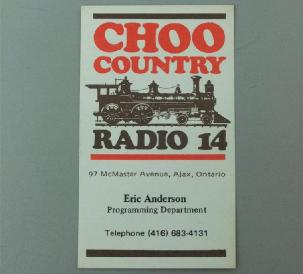 CHOO
COUNTRY
RADIO 14
97 McMaster Avenue, Ajax, Ontario
Eric Anderson
Programming Department
Telephone (416) 683-4131